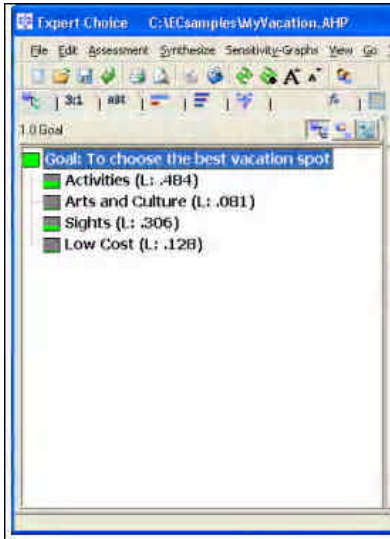 Expert Choice C:\ECsamples\MyVacation.AHP
File Edit Assessment Synthesize Sensitivity-Graphs View Go
3:1 ABC
1.0 Goal
Goal: To choose the best vacation spot
Activities (L: .484)
Arts and Culture (L: .081)
Sights (L: .306)
Low Cost (L: .128)